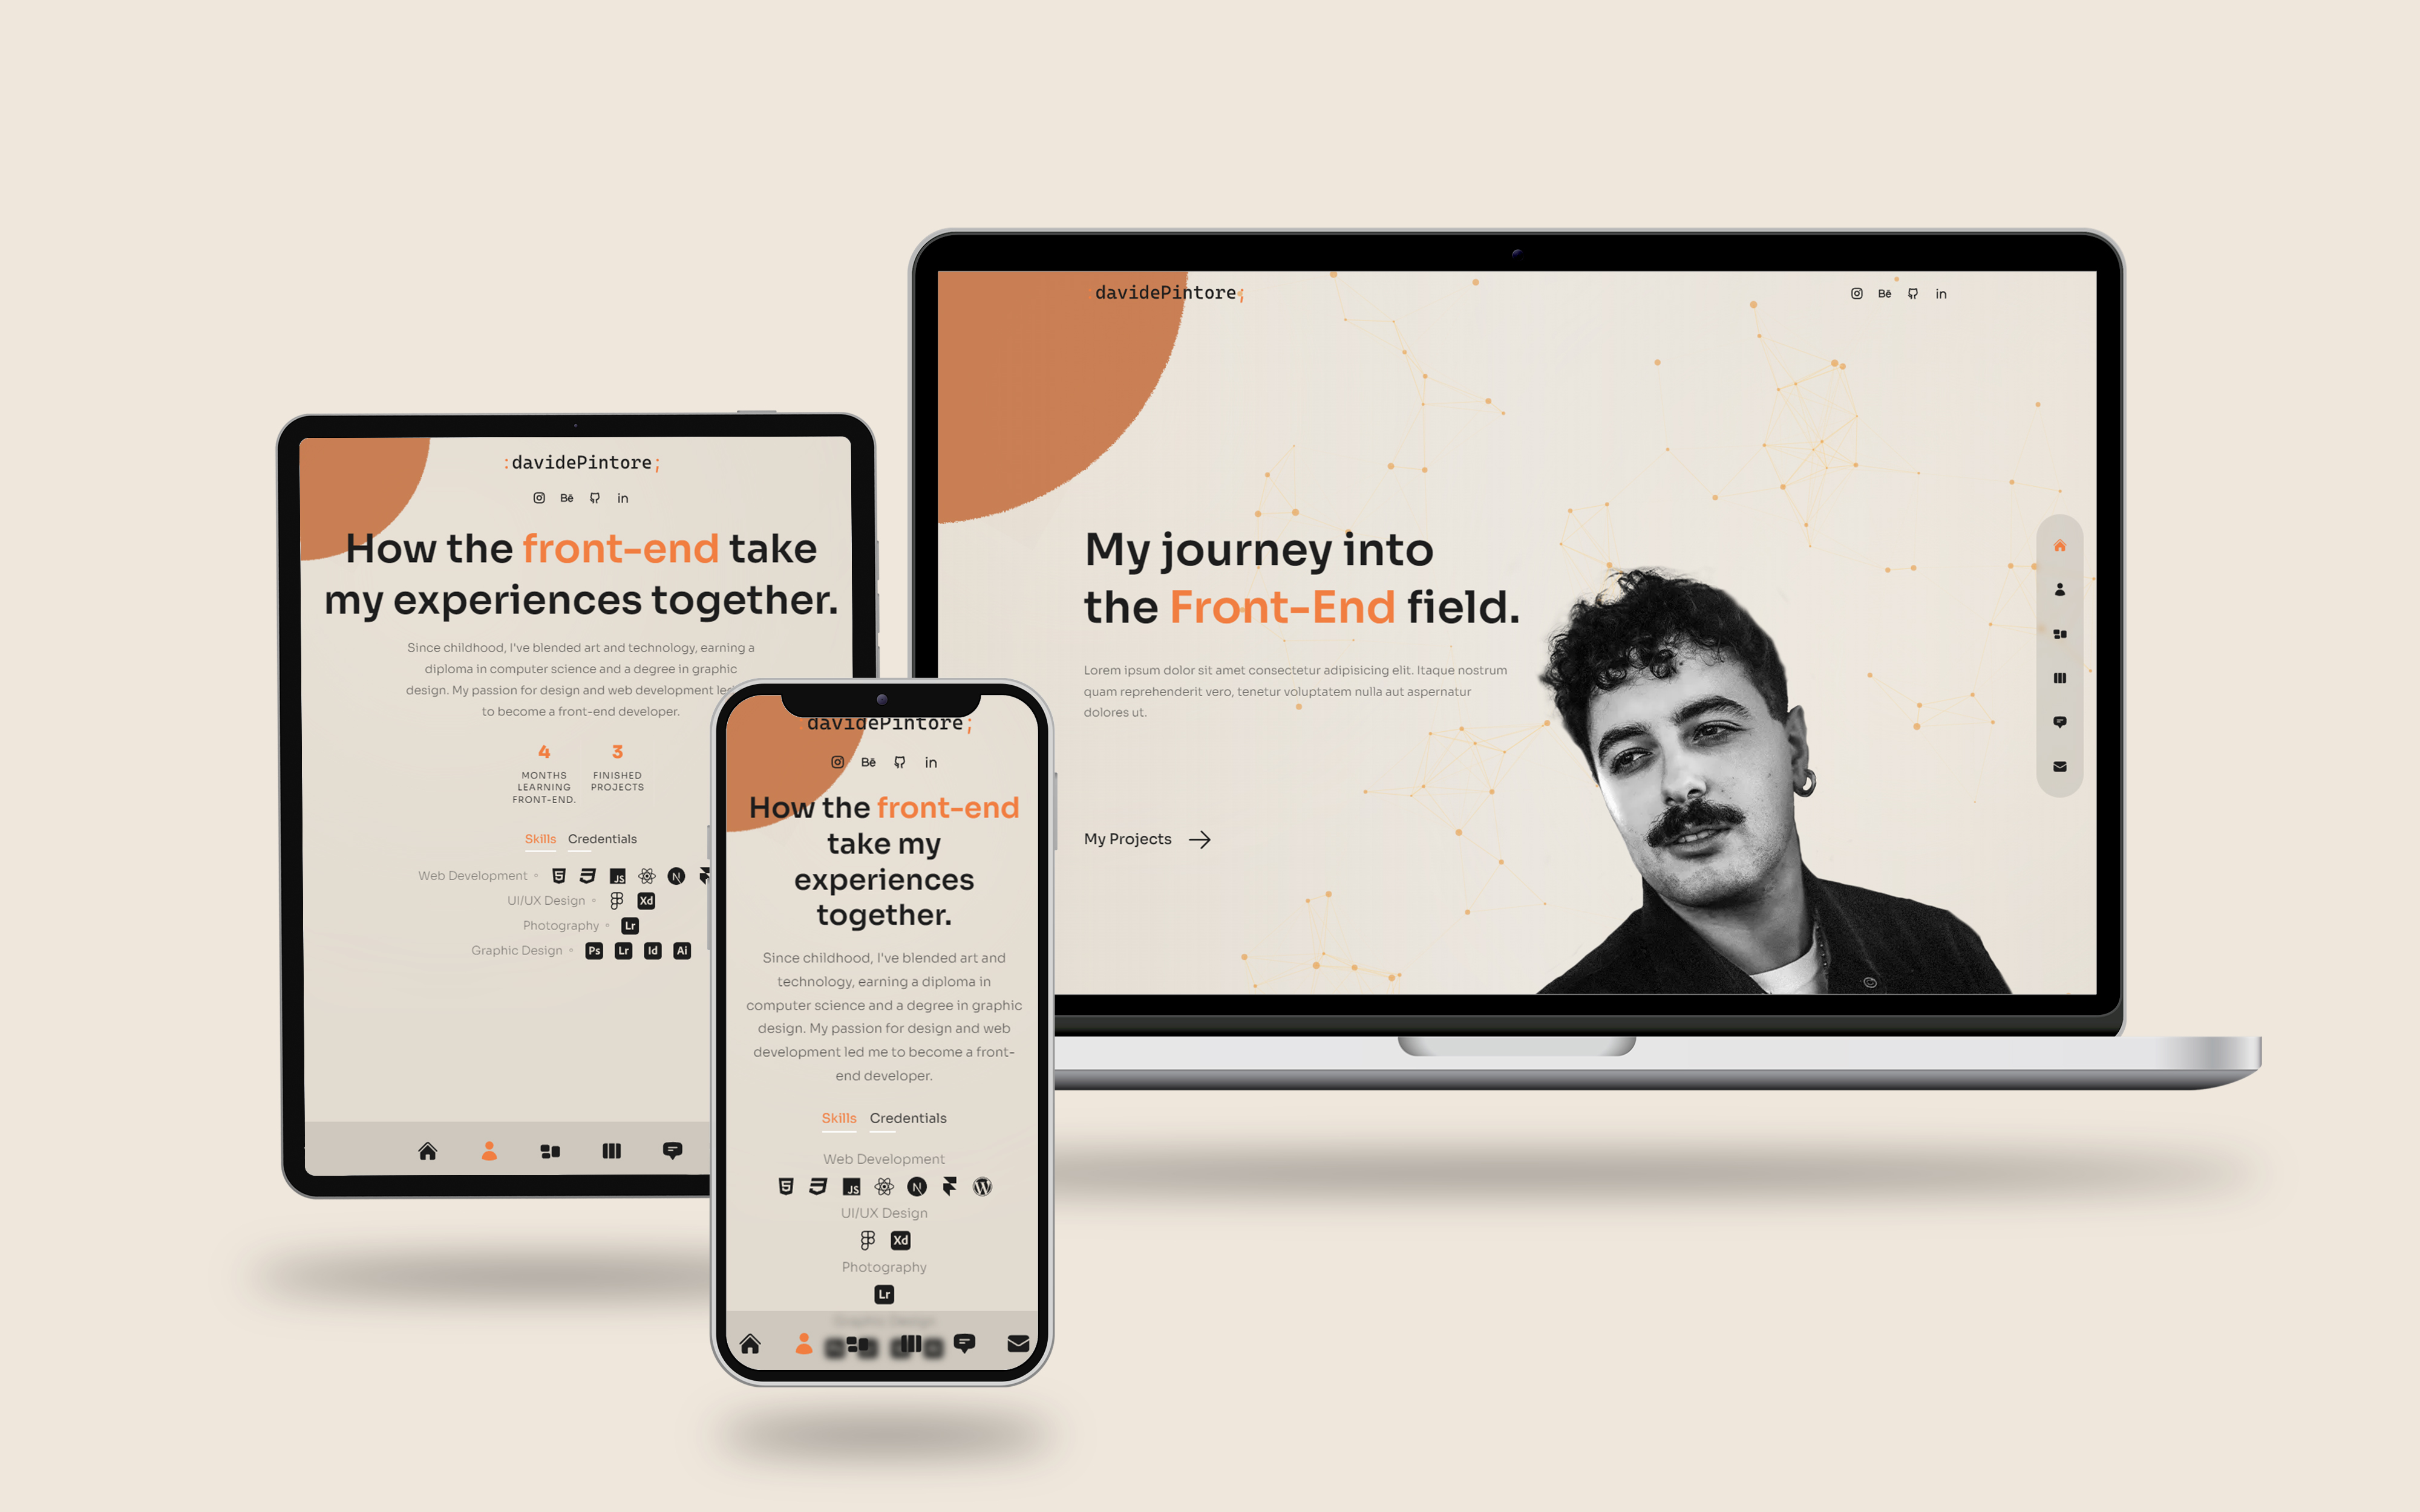 :davidePintore;
Bē
in
How the front-end take
my experiences together.
Since childhood, I've blended art and technology, earning a
diploma in computer science and a degree in graphic
design. My passion for design and web development led
to become a front-end developer.
4
3
MONTHS
LEARNING
FRONT-END.
FINISHED
PROJECTS
Skills
Credentials
Web Development
JS
N
UI/UX Design
Xd
Photography
Lr
Graphic Design
Ps
Lr
Id
Ai
davidePintore;
Bē
in
How the front-end
take my
experiences
together.
Since childhood, I've blended art and
technology, earning a diploma in
computer science and a degree in graphic
design. My passion for design and web
development led me to become a front-
end developer.
Skills
Credentials
Web Development
JS
N
UI/UX Design
Xd
Photography
Lr
Graphic Design
davidePintore;
Bē
in
My journey into
the Front-End field.
Lorem ipsum dolor sit amet consectetur adipisicing elit. Itaque nostrum
quam reprehenderit vero, tenetur voluptatem nulla aut aspernatur
dolores ut.
My Projects